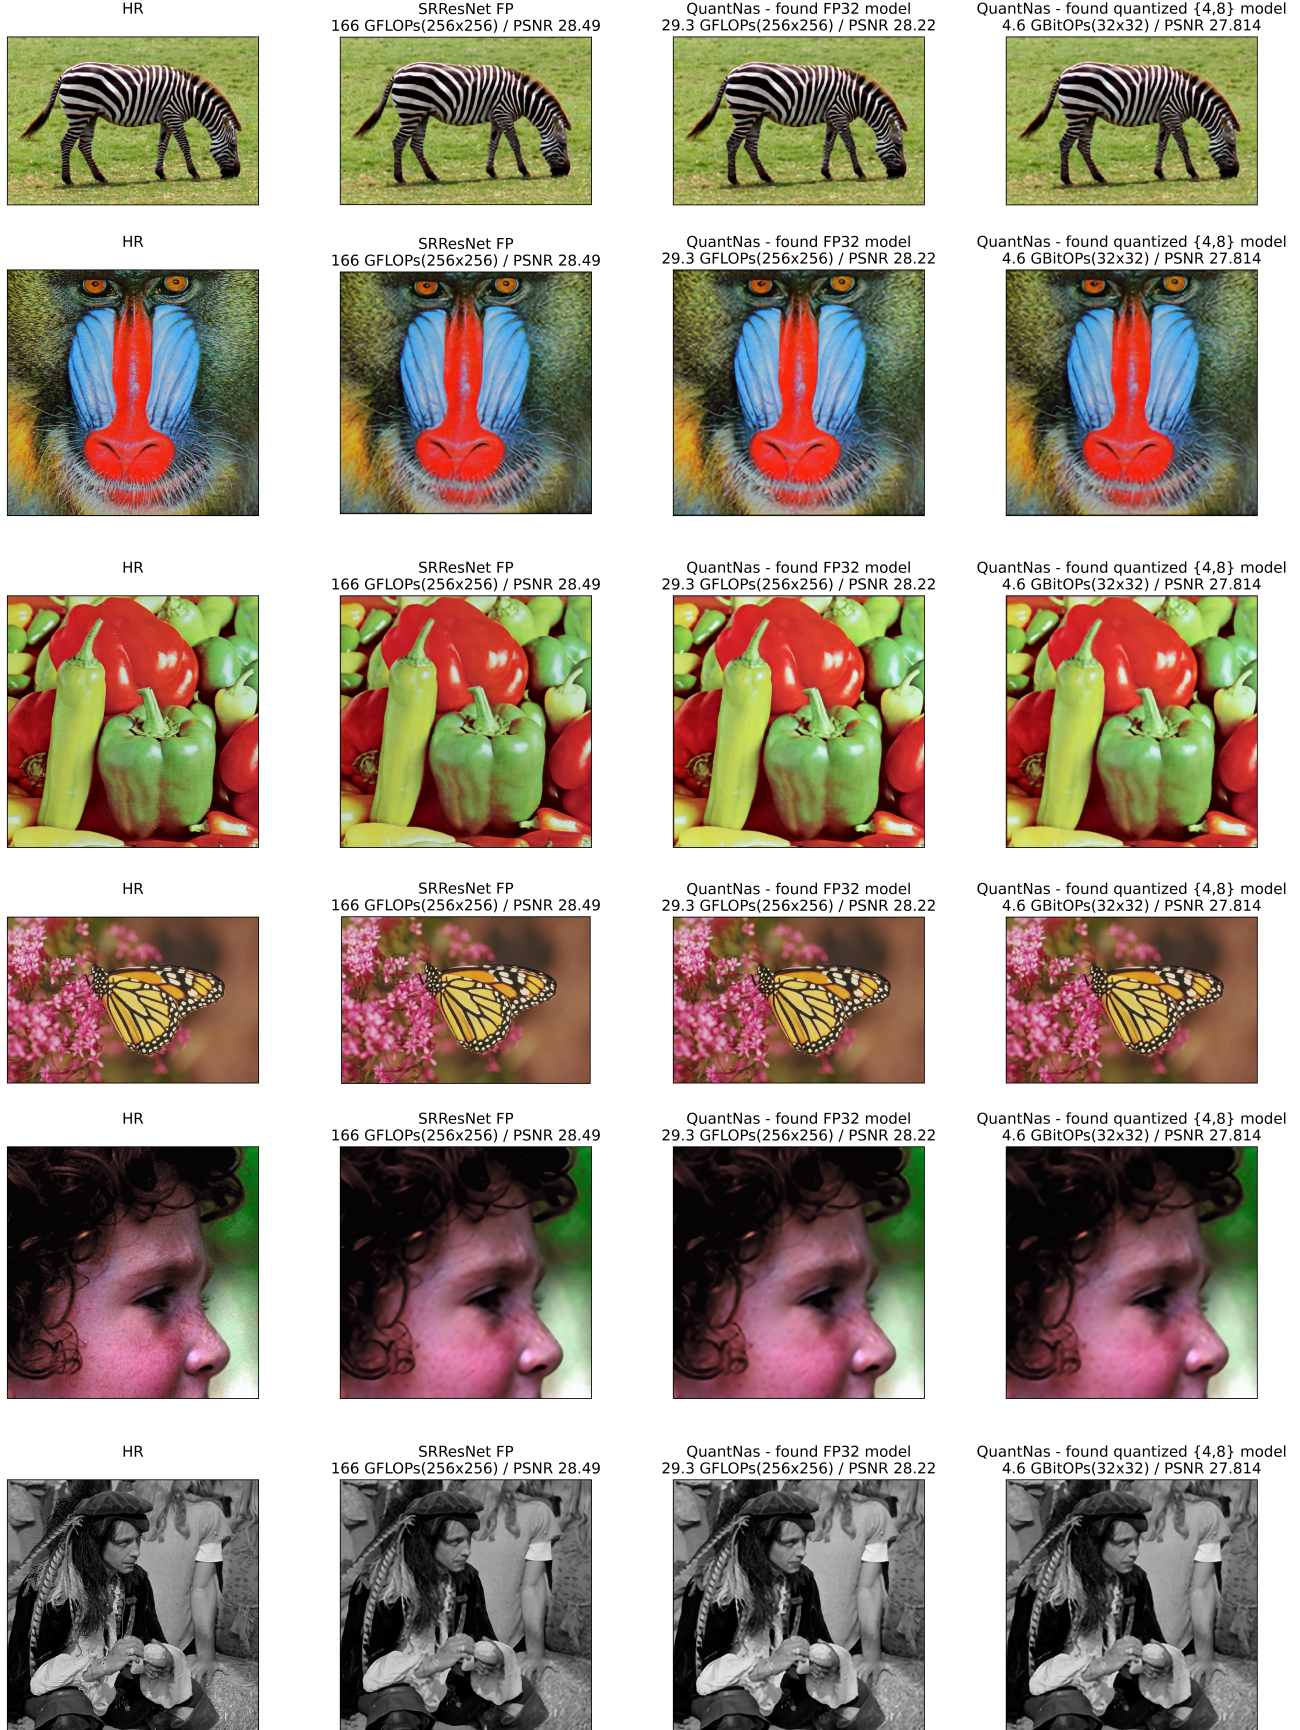 HR
SRResNet FP
166 GFLOPs(256x256) / PSNR 28.49
QuantNas - found FP32 model
29.3 GFLOPs(256x256) / PSNR 28.22
QuantNas - found quantized {4,8} model
4.6 GBitOPs(32x32) / PSNR 27.814
HR
SRResNet FP
166 GFLOPs(256x256) / PSNR 28.49
QuantNas - found FP32 model
29.3 GFLOPs(256x256) / PSNR 28.22
QuantNas - found quantized {4,8} model
4.6 GBitOPs(32x32) / PSNR 27.814
HR
SRResNet FP
166 GFLOPs(256x256) / PSNR 28.49
QuantNas - found FP32 model
29.3 GFLOPs(256x256) / PSNR 28.22
QuantNas - found quantized {4,8} model
4.6 GBitOPs(32x32) / PSNR 27.814
HR
SRResNet FP
166 GFLOPs(256x256) / PSNR 28.49
QuantNas - found FP32 model
29.3 GFLOPs(256x256) / PSNR 28.22
QuantNas - found quantized {4,8} model
4.6 GBitOPs(32x32) / PSNR 27.814
HR
SRResNet FP
166 GFLOPs(256x256) / PSNR 28.49
QuantNas - found FP32 model
29.3 GFLOPs(256x256) / PSNR 28.22
QuantNas - found quantized {4,8} model
4.6 GBitOPs(32x32) / PSNR 27.814
HR
SRResNet FP
166 GFLOPs(256x256) / PSNR 28.49
QuantNas - found FP32 model
29.3 GFLOPs(256x256) / PSNR 28.22
QuantNas - found quantized {4,8} model
4.6 GBitOPs(32x32) / PSNR 27.814